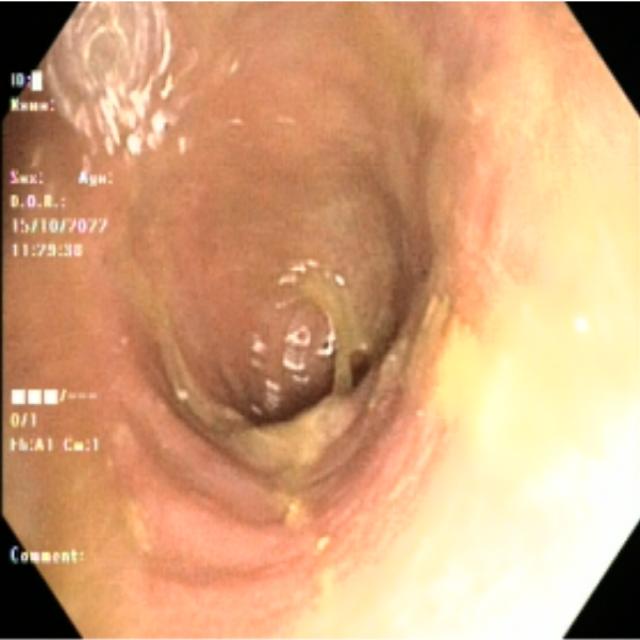 ID:
Name:
Sex: Age:
D.O.B.:
15/10/2022
11:29:38
/---
0/1
Eh:A1 Cm:1
Comment: